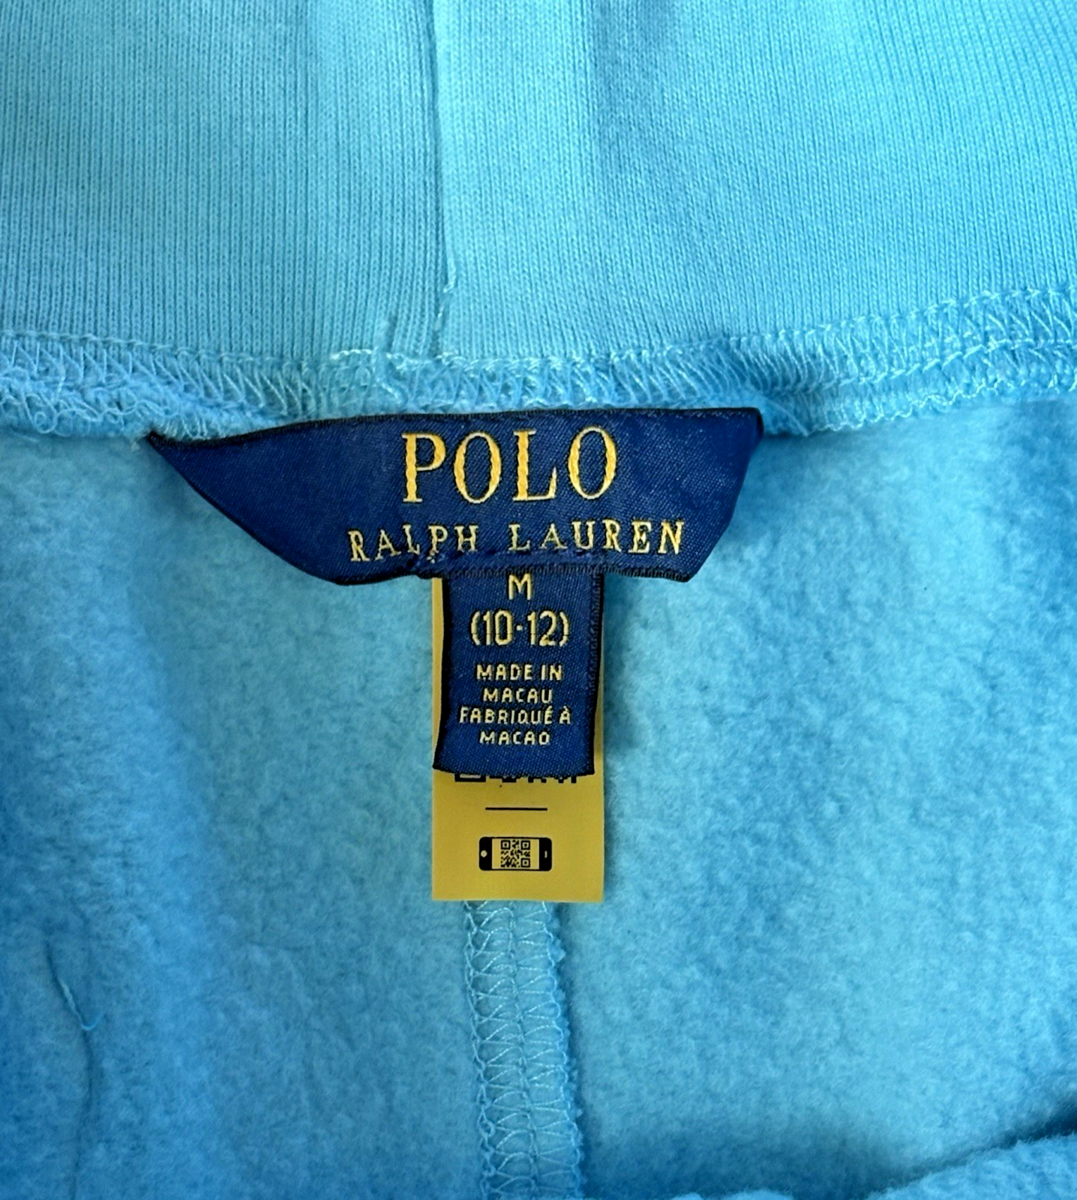 POLO
RALPH LAUREN
M
(10-12)
MADE IN
MACAU
FABRIQUÉ À
MACAO